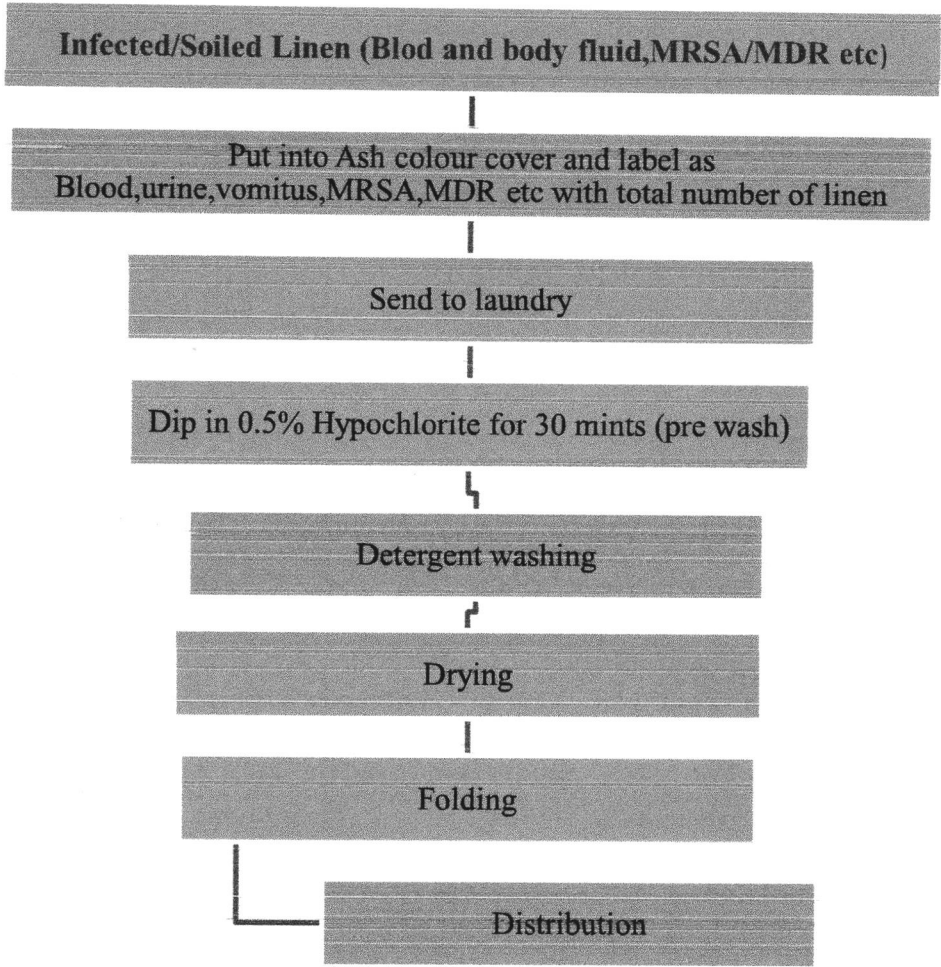 Infected/Soiled Linen (Blod and body fluid,MRSA/MDR etc)
Put into Ash colour cover and label as
Blood,urine,vomitus,MRSA,MDR etc with total number of linen
Send to laundry
Dip in 0.5% Hypochlorite for 30 mints (pre wash)
Detergent washing
Drying
Folding
Distribution